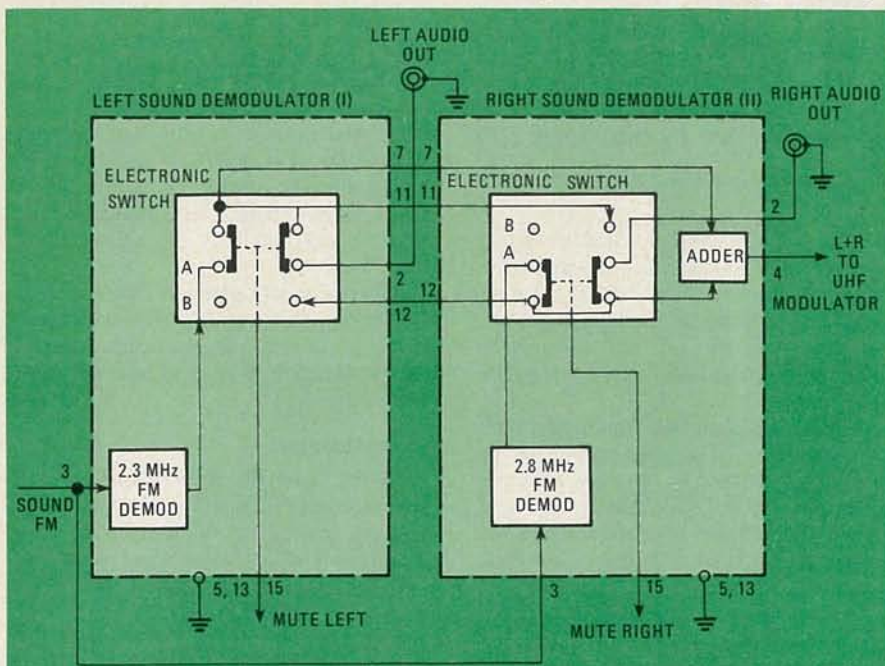 LEFT AUDIO
OUT
LEFT SOUND DEMODULATOR (I)
RIGHT SOUND DEMODULATOR (II)
RIGHT AUDIO
OUT
7
7
ELECTRONIC
SWITCH
11
11
ELECTRONIC SWITCH
2
B
A
A
B
ADDER
4
L+R
TO
UHF
MODULATOR
2
12
12
2.3 MHz
FM
DEMOD
2.8 MHz
FM
DEMOD
3
SOUND
FM
5, 13
15
MUTE LEFT
3
15
MUTE RIGHT
5, 13